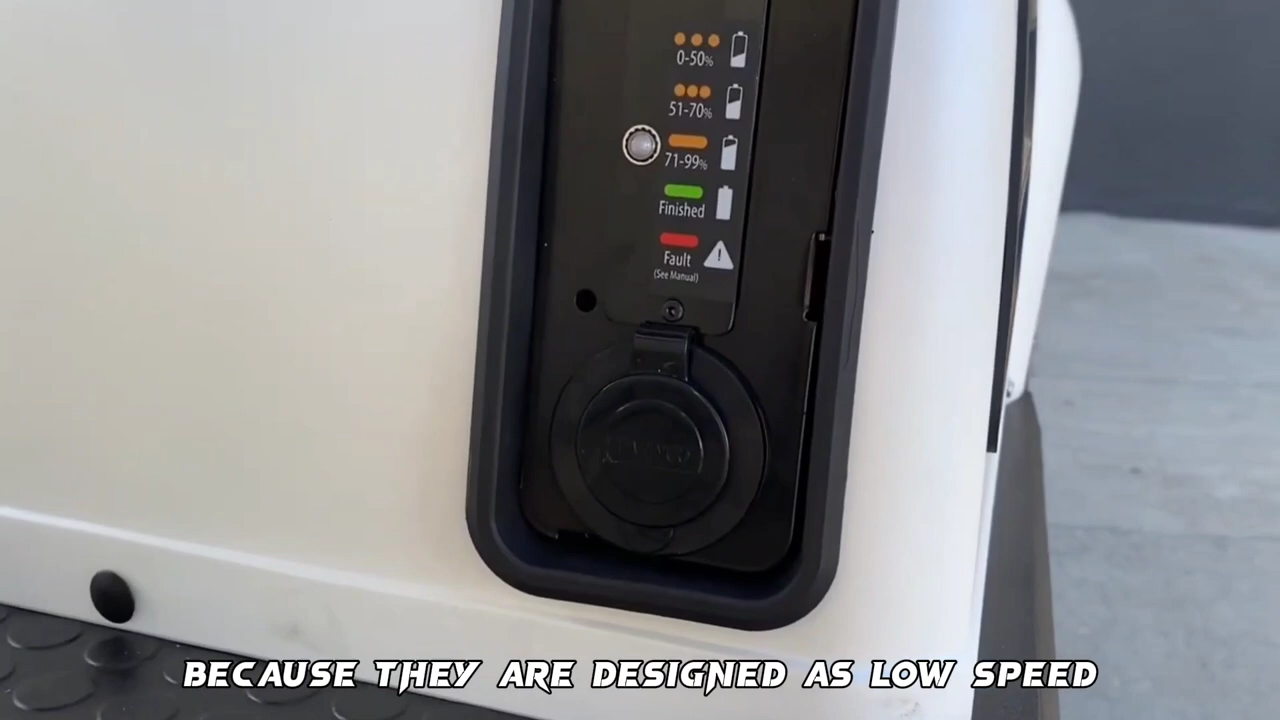 0-50%
51-70%
71-99%
Finished
Fault
(See Manual)
BECAUSE THEY ARE DESIGNED AS LOW SPEED